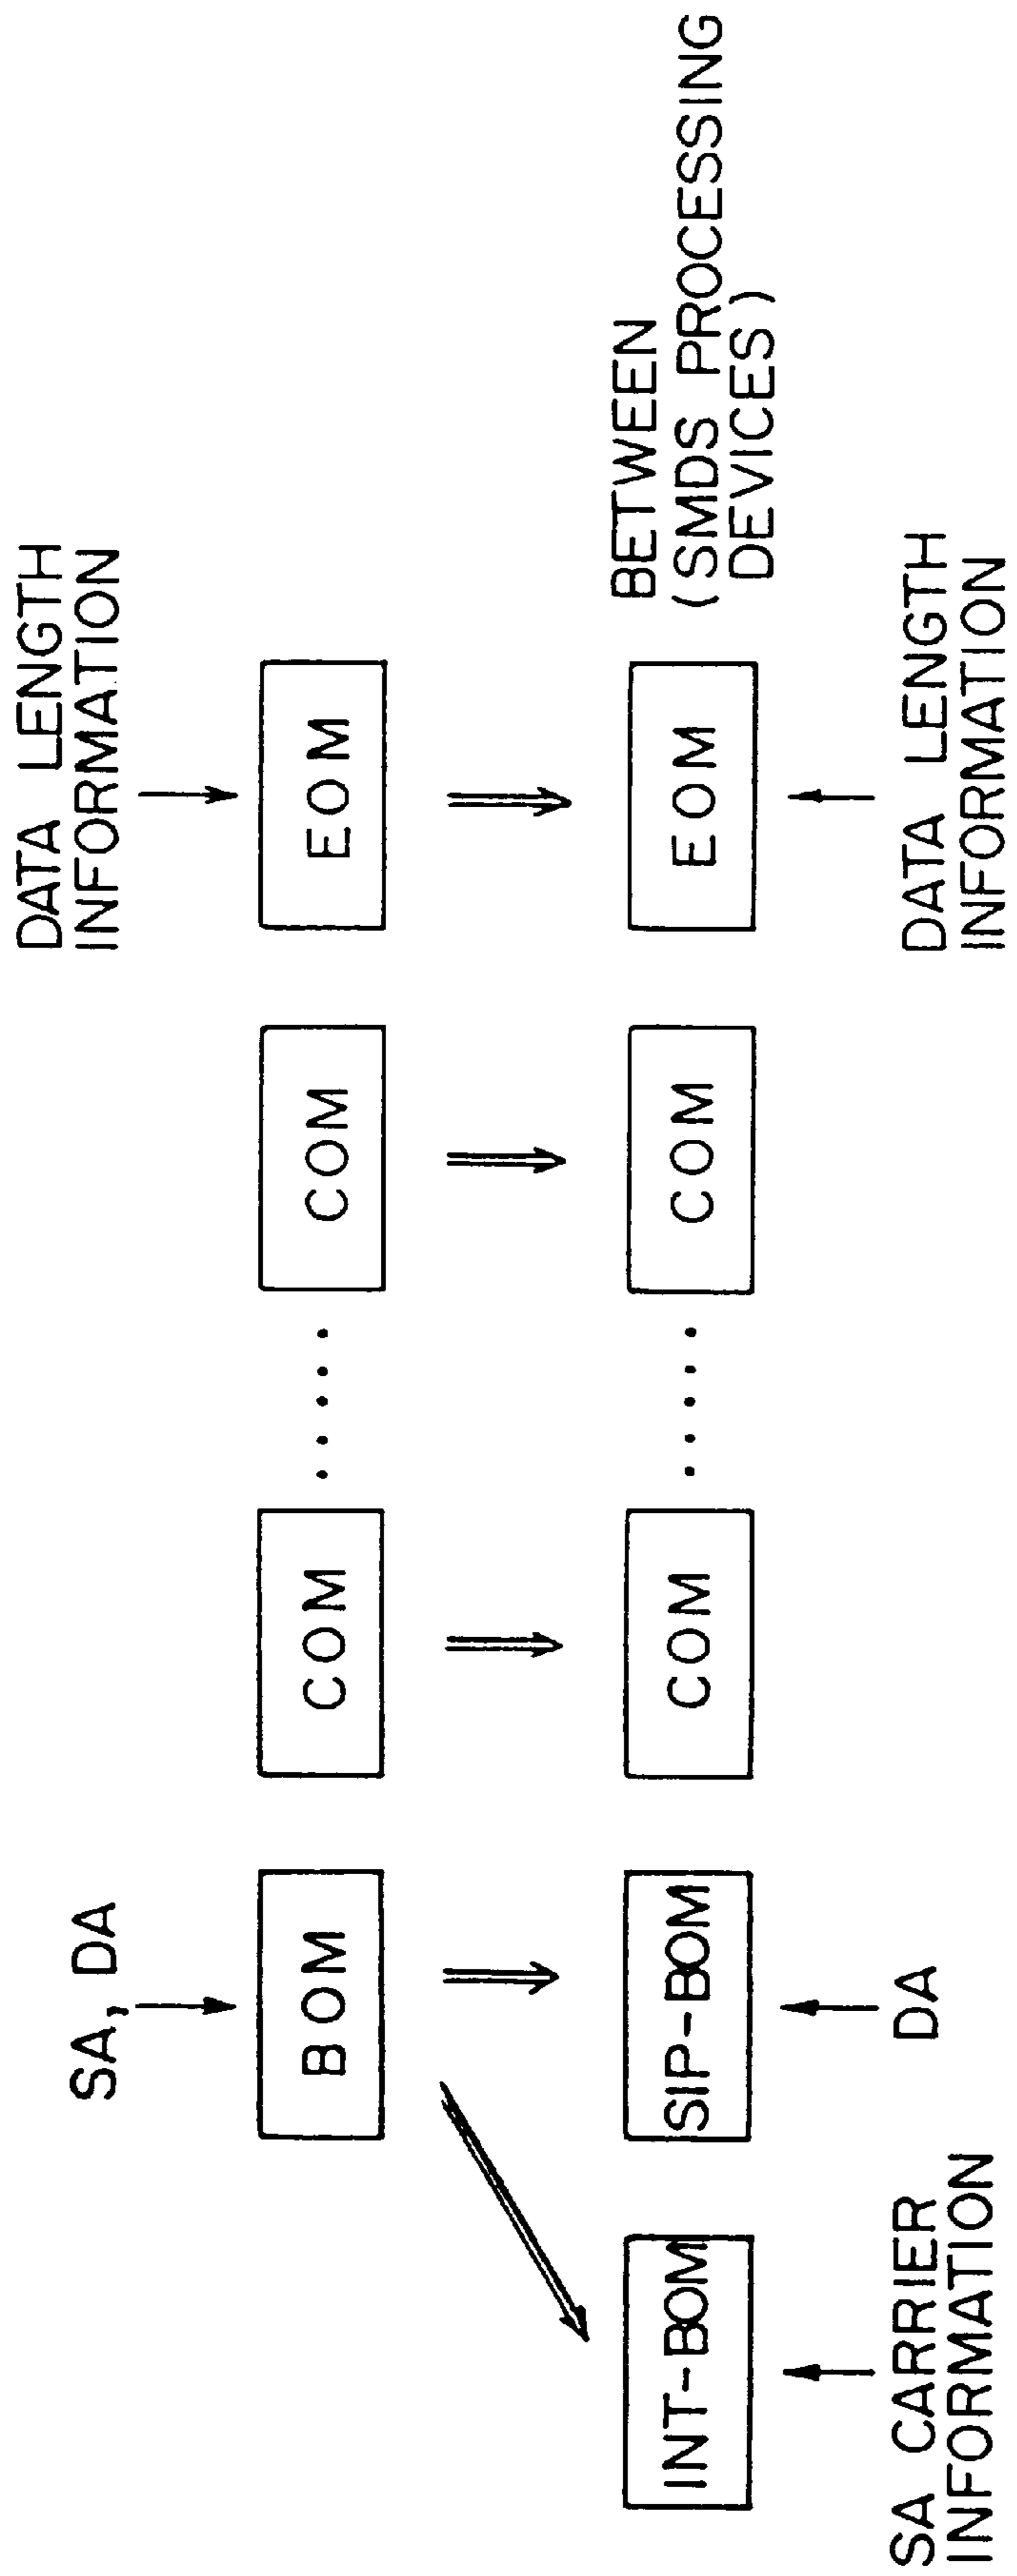 DATA LENGTH
INFORMATION
SA, DA
BOM
COM
.....
COM
EOM
INT-BOM
SIP-BOM
COM
.....
COM
EOM
BETWEEN
(SMDS PROCESSING
DEVICES)
SA CARRIER
INFORMATION
DA
DATA LENGTH
INFORMATION